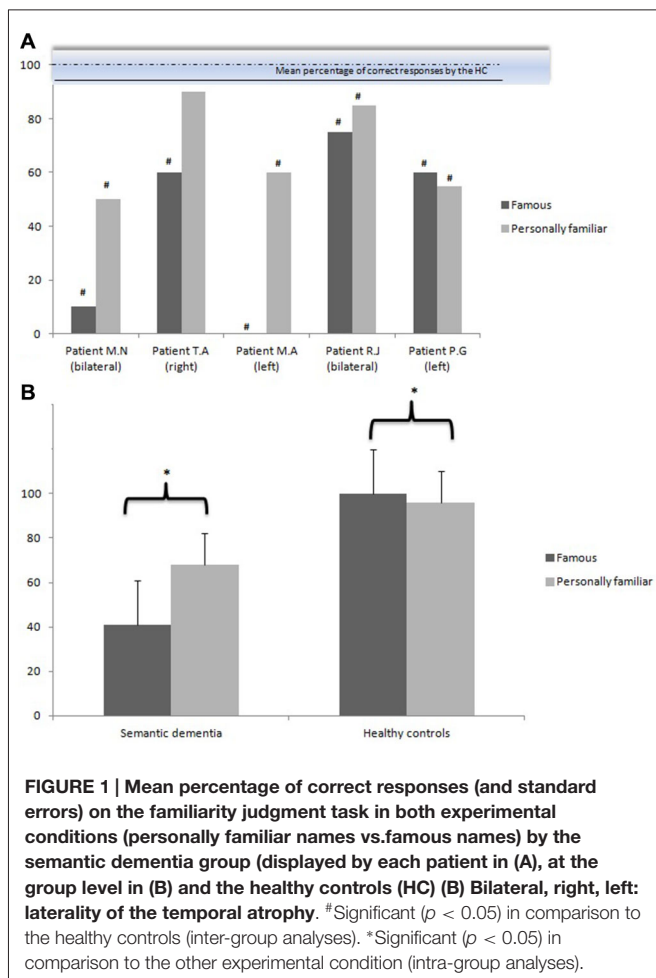 A
100
Mean percentage of correct responses by the HC
80
60
40
20
0
# # # # # # # # #
Famous
Personally familiar
Patient M.N Patient T.A Patient M.A Patient R.J Patient P.G
(bilateral) (right) (left) (bilateral) (left)
B
* *
100
80
60
40
20
0
Famous
Personally familiar
Semantic dementia Healthy controls
FIGURE 1 | Mean percentage of correct responses (and standard
errors) on the familiarity judgment task in both experimental
conditions (personally familiar names vs.famous names) by the
semantic dementia group (displayed by each patient in (A), at the
group level in (B) and the healthy controls (HC) (B) Bilateral, right, left:
laterality of the temporal atrophy. #Significant (p < 0.05) in comparison to
the healthy controls (inter-group analyses). *Significant (p < 0.05) in
comparison to the other experimental condition (intra-group analyses).